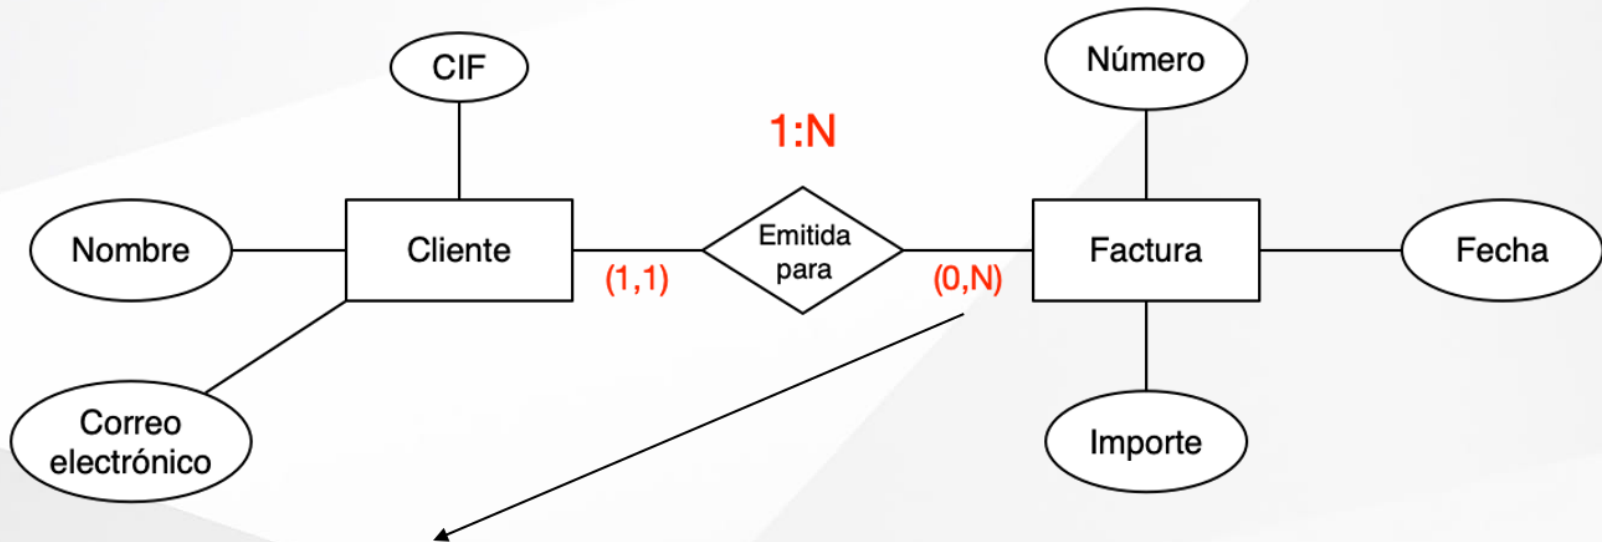 CIF
Número
1:N
Nombre
Cliente
(1,1)
Emitida
para
(0,N)
Factura
Fecha
Correo
electrónico
Importe